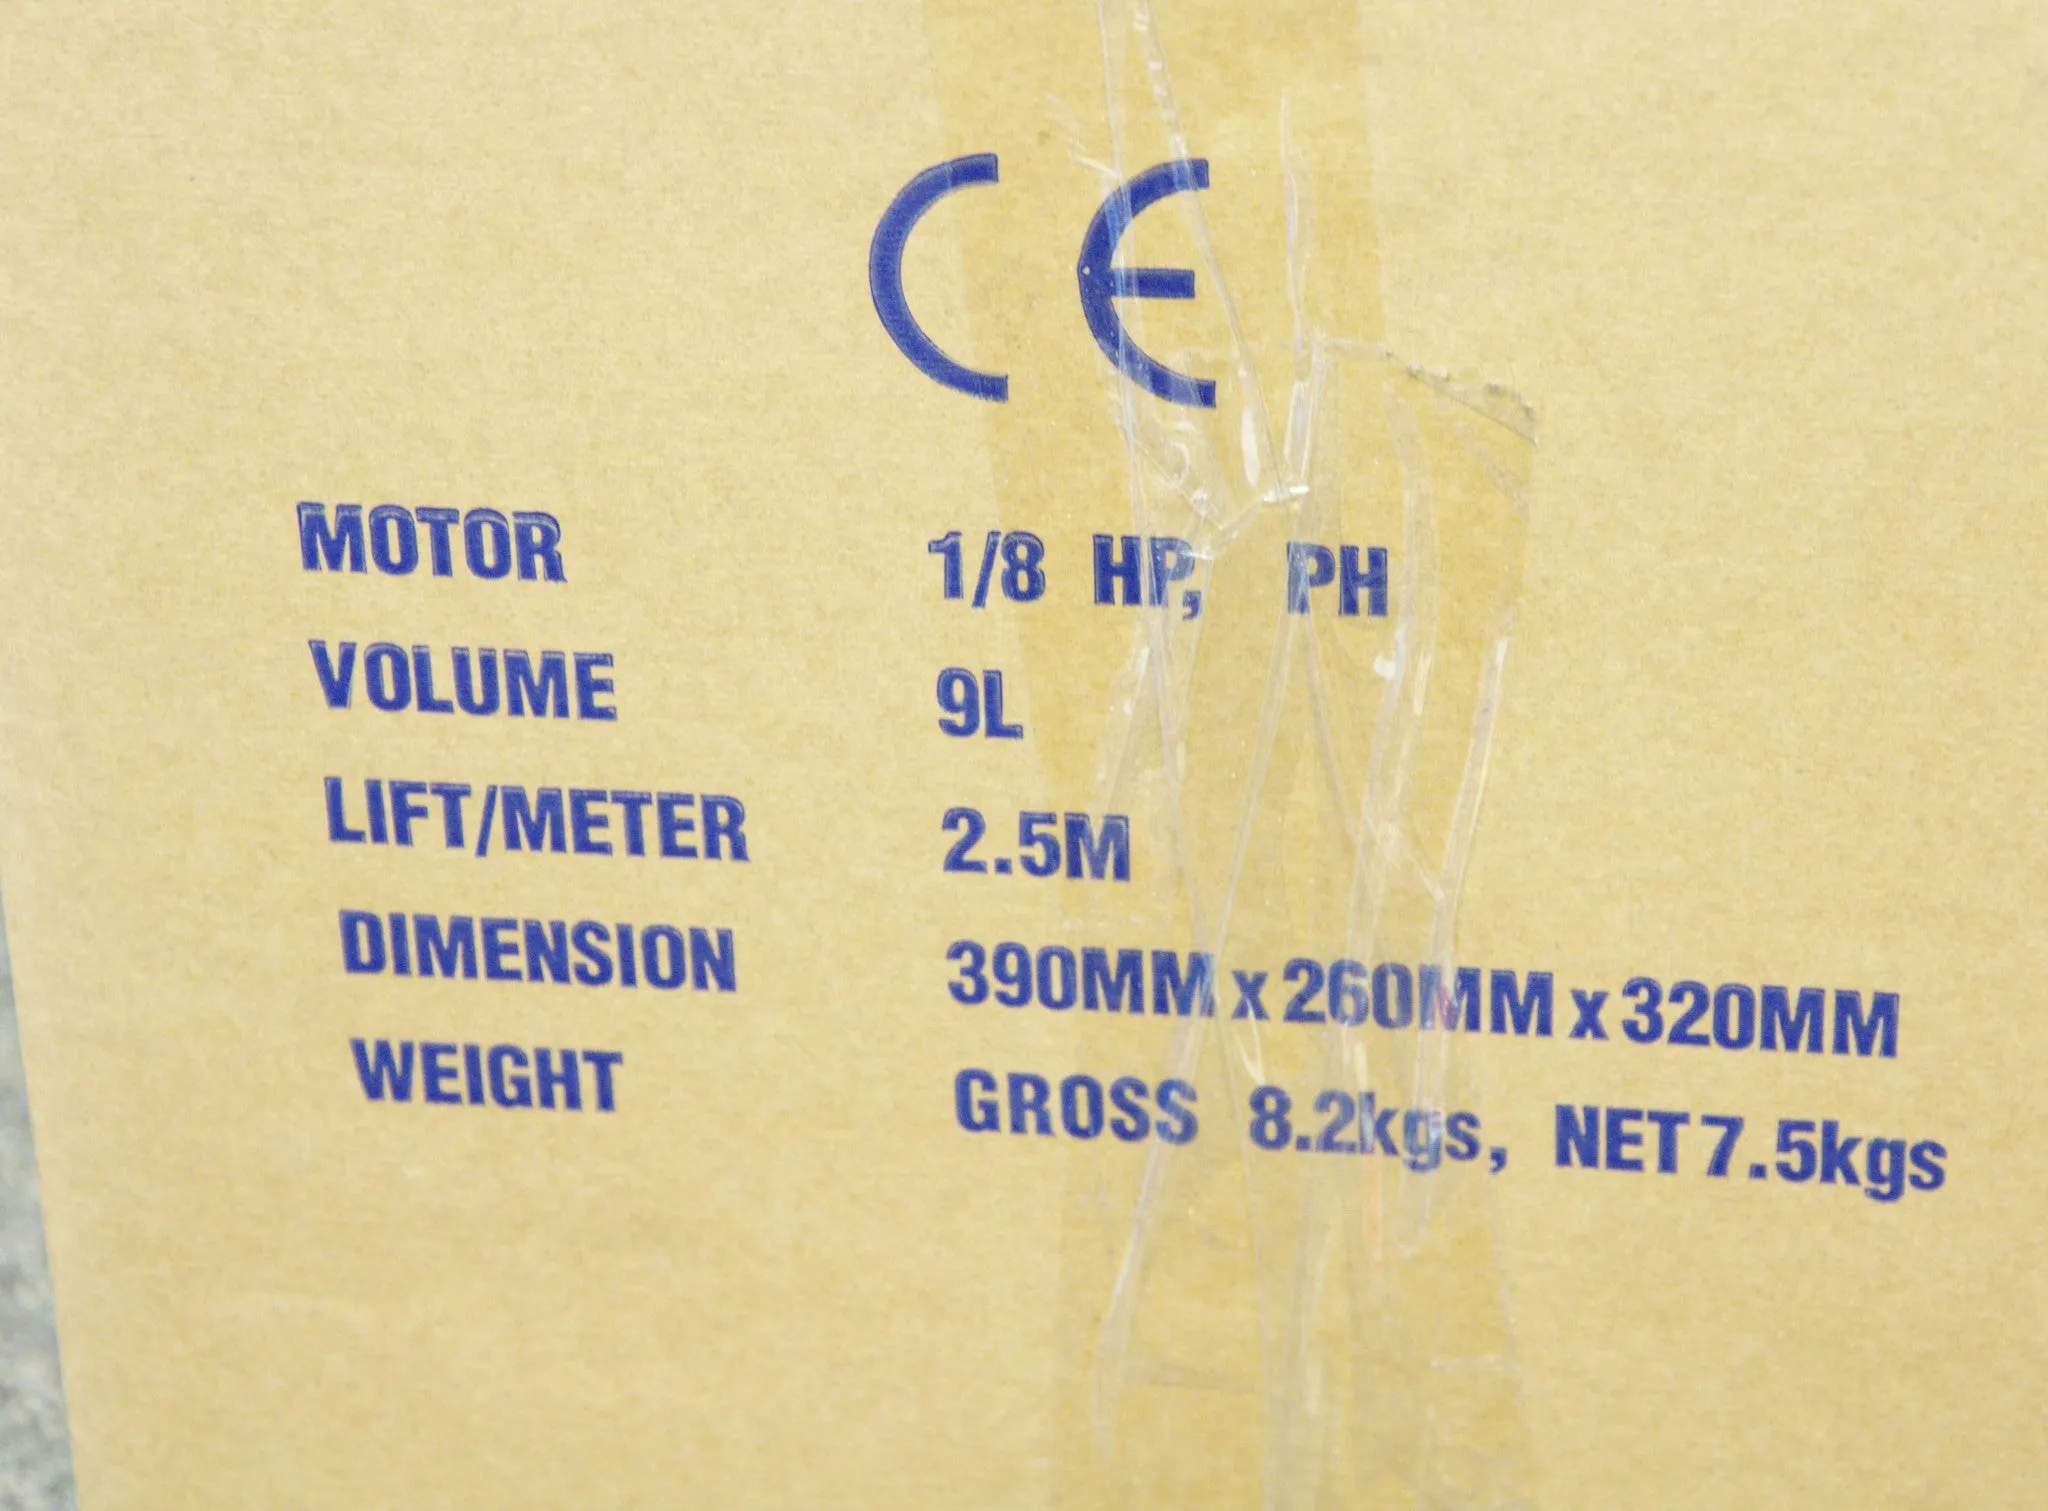 CE
MOTOR 1/8 HP, PH
VOLUME 9L
LIFT/METER 2.5M
DIMENSION 390MM x 260MM x 320MM
WEIGHT GROSS 8.2kgs, NET 7.5kgs